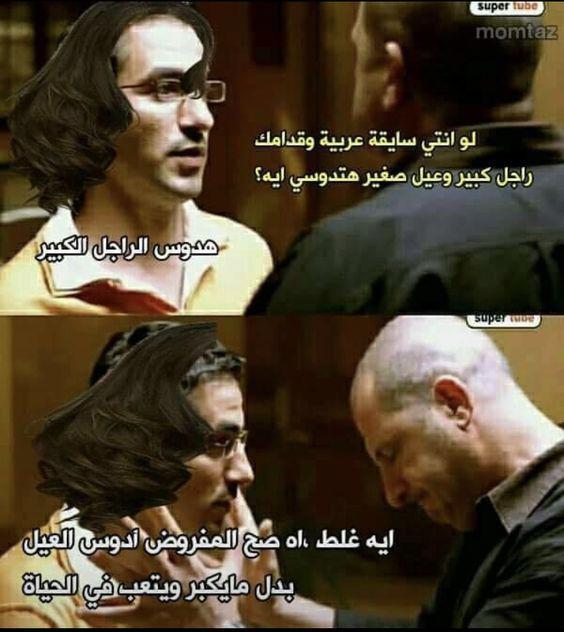 super tube
momtaz
لو انتي سايقة عربية وقدامك
راجل كبير وعيل صغير هتدوسي ايه؟
هدوس الراجل الكبير
super tube
ايه غلط ،اه صح المفروض أدوس العيل
بدل مايكبر ويتعب في الحياة